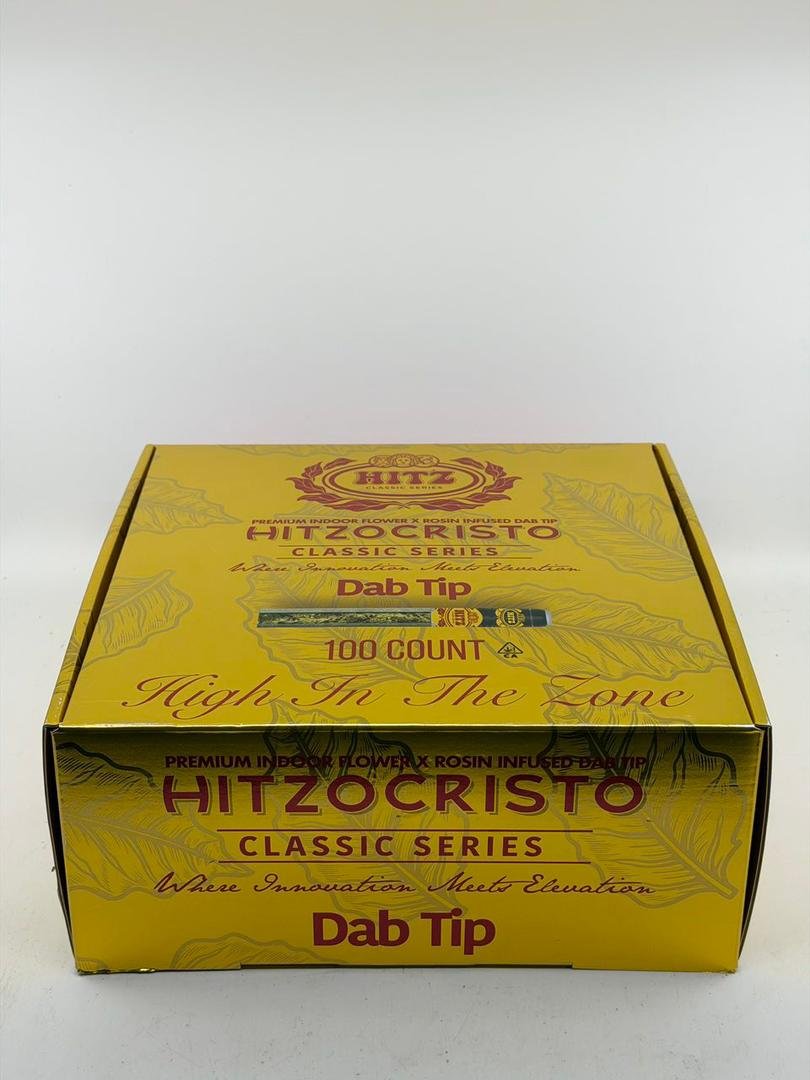 HITZ
CLASSIC SERIES
PREMIUM INDOOR FLOWER X ROSIN INFUSED DAB TIP
HITZOCRISTO
CLASSIC SERIES
Where Innovation Meets Elevation
Dab Tip
HITZ
100 COUNT
CA
High In The Zone
PREMIUM INDOOR FLOWER X ROSIN INFUSED DAB TIP
HITZOCRISTO
CLASSIC SERIES
Where Innovation Meets Elevation
Dab Tip